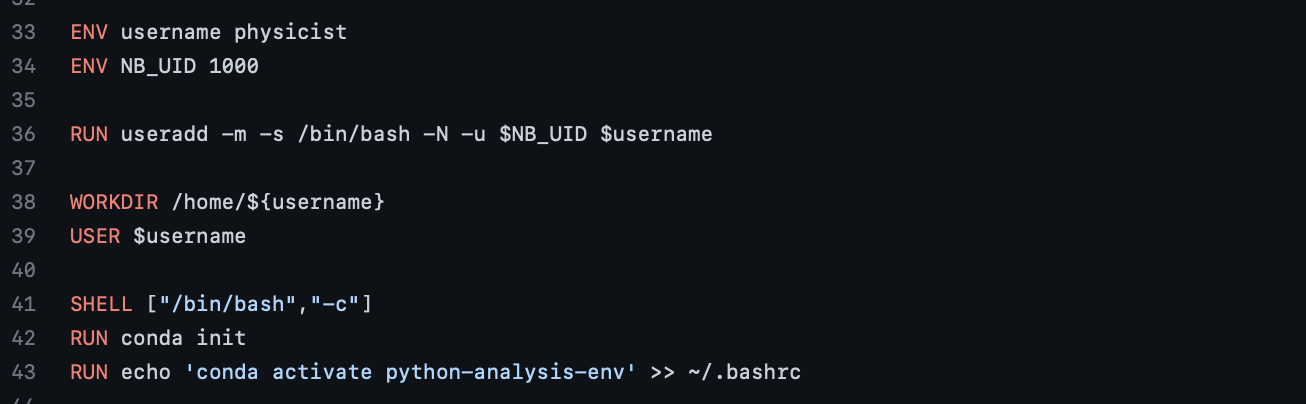 33 ENV username physicist
34 ENV NB_UID 1000
35
36 RUN useradd -m -s /bin/bash -N -u $NB_UID $username
37
38 WORKDIR /home/${username}
39 USER $username
40
41 SHELL ["/bin/bash","-c"]
42 RUN conda init
43 RUN echo 'conda activate python-analysis-env' >> ~/.bashrc